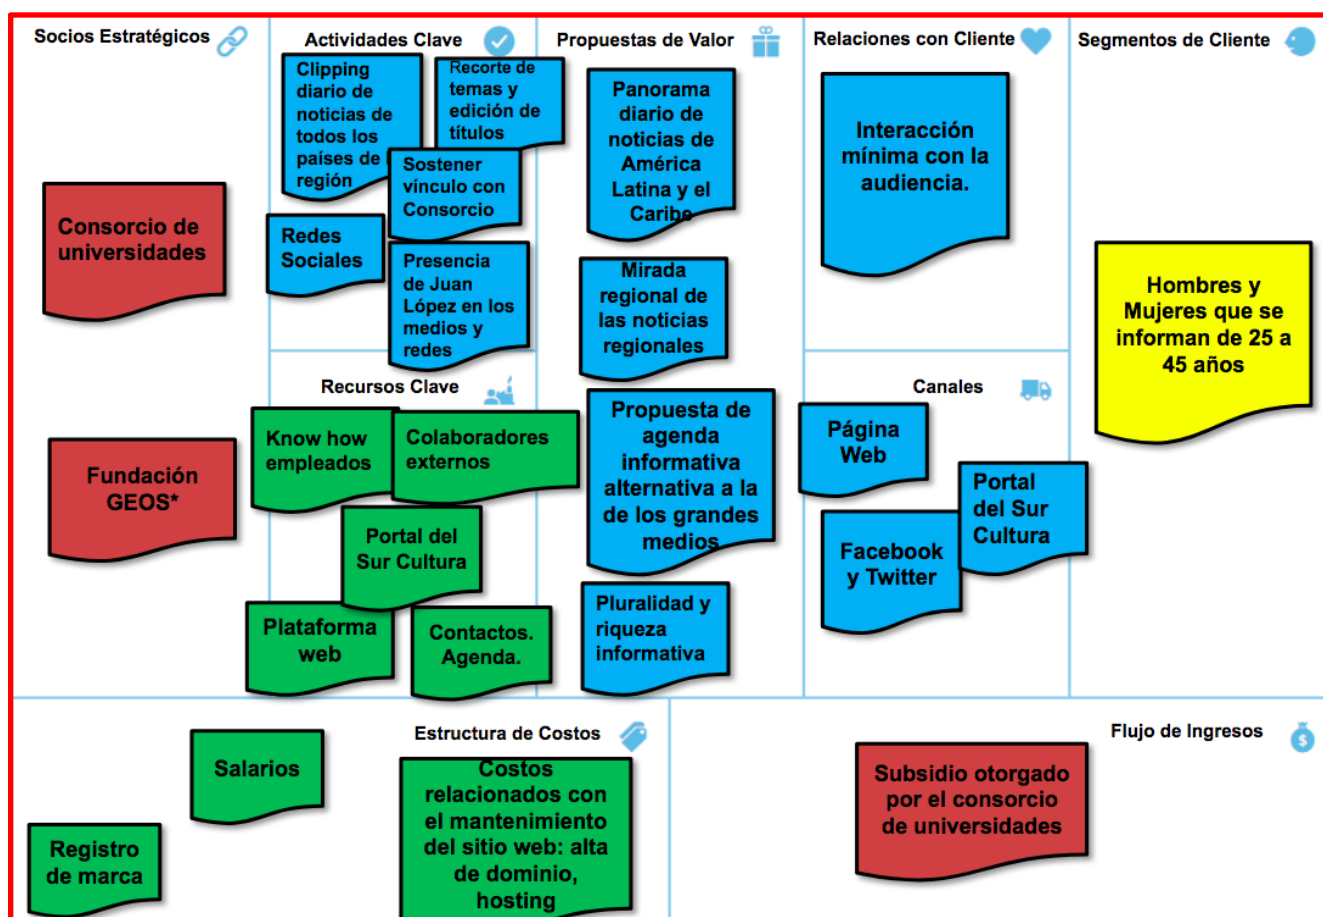 Socios Estratégicos
Consorcio de
universidades
Fundación
GEOS*
Actividades Clave
Clipping
diario de
noticias de
todos los
países de
región
Recorte de
temas y
edición de
títulos
Sostener
vínculo con
Consorcio
Redes
Sociales
Presencia
de Juan
López en los
medios y
redes
Recursos Clave
Know how
empleados
Colaboradores
externos
Portal del
Sur Cultura
Plataforma
web
Contactos.
Agenda.
Propuestas de Valor
Panorama
diario de
noticias de
América
Latina y el
Caribe
Mirada
regional de
las noticias
regionales
Propuesta de
agenda
informativa
alternativa a la
de los grandes
medios
Pluralidad y
riqueza
informativa
Relaciones con Cliente
Interacción
mínima con la
audiencia.
Canales
Página
Web
Portal
del Sur
Cultura
Facebook
y Twitter
Segmentos de Cliente
Hombres y
Mujeres que se
informan de 25 a
45 años
Estructura de Costos
Salarios
Registro
de marca
Costos
relacionados con
el mantenimiento
del sitio web: alta
de dominio,
hosting
Flujo de Ingresos
$
Subsidio otorgado
por el consorcio
de universidades